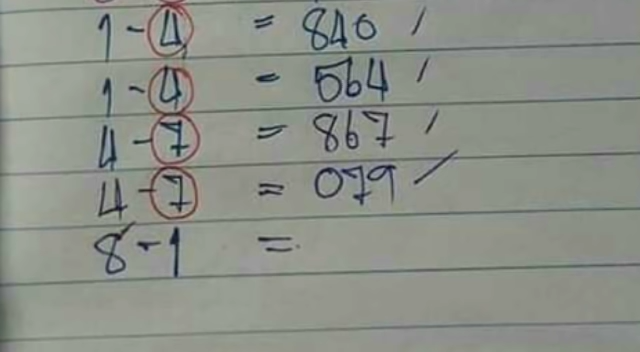 1-4 = 840 /
1-4 = 564 /
4-7 = 867 /
4-7 = 079 /
8-1 =